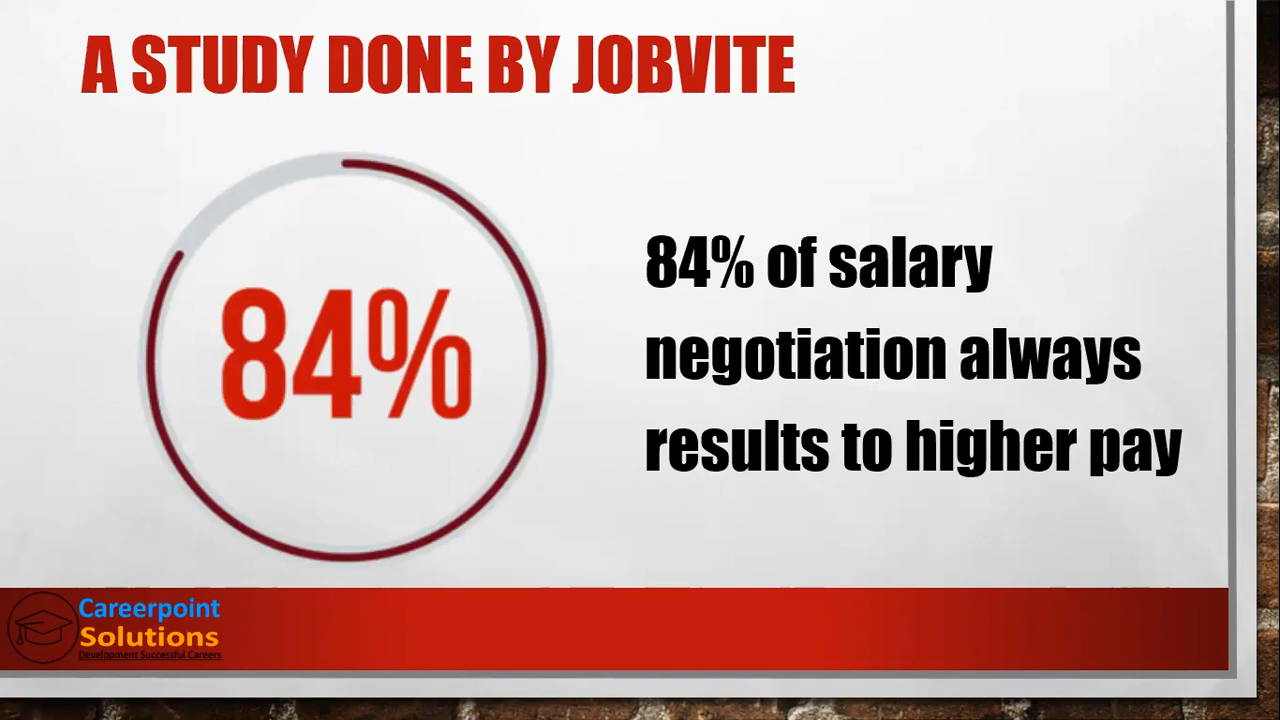 A STUDY DONE BY JOBVITE
84%
84% of salary
negotiation always
results to higher pay
Careerpoint
Solutions
Development Successful Careers